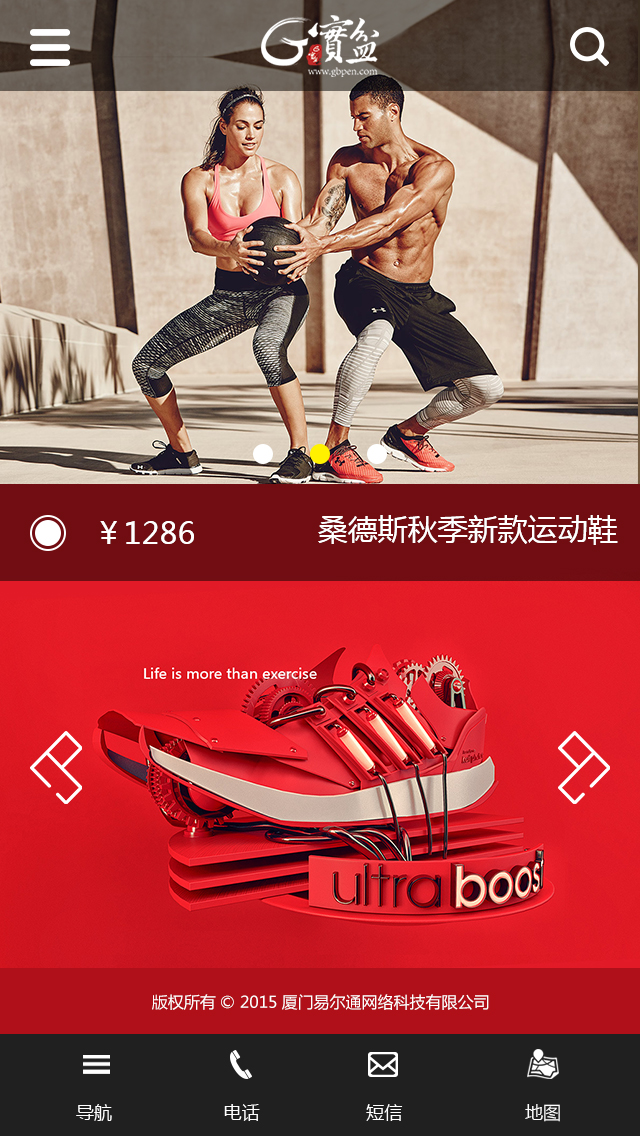 G寶盆
www.gbpen.com
￥1286
桑德斯秋季新款运动鞋
Life is more than exercise
ultra boost
版权所有 © 2015 厦门易尔通网络科技有限公司
导航
电话
短信
地图